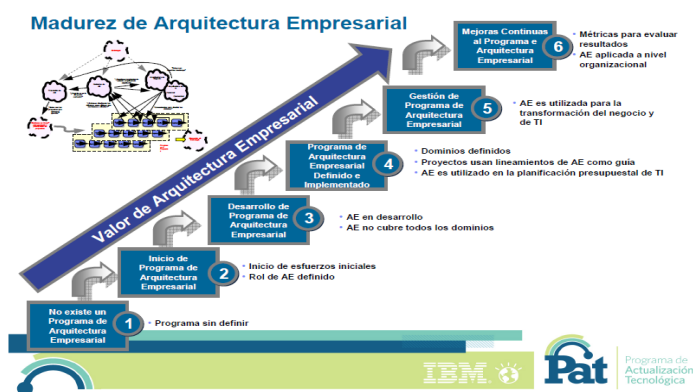 Madurez de Arquitectura Empresarial
Valor de Arquitectura Empresarial
Mejoras Continuas
al Programa e
Arquitectura
Empresarial
6
• Métricas para evaluar
resultados
• AE aplicada a nivel
organizacional
Gestión de
Programa de
Arquitectura
Empresarial
5
• AE es utilizada para la
transformación del negocio y
de TI
Programa de
Arquitectura
Empresarial
Definido e
Implementado
4
• Dominios definidos
• Proyectos usan lineamientos de AE como guía
• AE es utilizado en la planificación presupuestal de TI
Desarrollo de
Programa de
Arquitectura
Empresarial
3
• AE en desarrollo
• AE no cubre todos los dominios
Inicio de
Programa de
Arquitectura
Empresarial
2
• Inicio de esfuerzos iniciales
• Rol de AE definido
No existe un
Programa de
Arquitectura
Empresarial
1
• Programa sin definir
IBM
Pat
Programa de
Actualización
Tecnológica